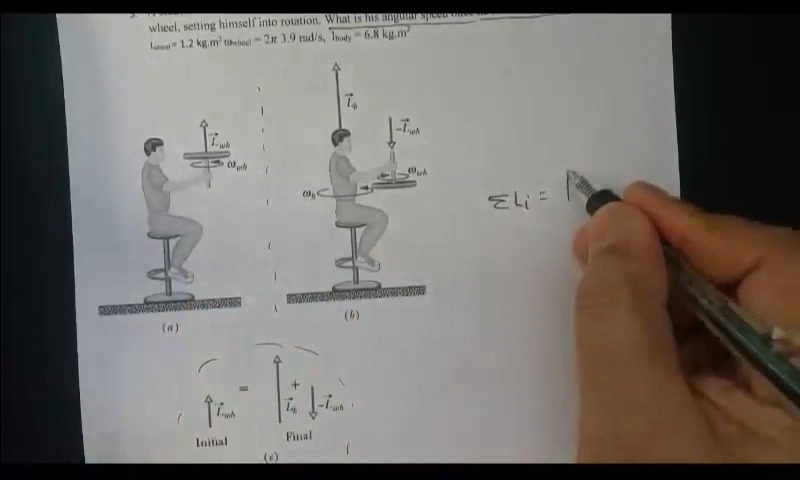 wheel, setting himself into rotation. What is his angular speed once
I_wheel = 1.2 kg.m² ω_wheel = 2π 3.9 rad/s, I_body = 6.8 kg.m²
L_b
-L_wh
L_wh
ω_wh
ω_wh
ω_b
ΣLi =
(a)
(b)
=
+
L_wh
L_b
-L_wh
Initial
Final
(c)